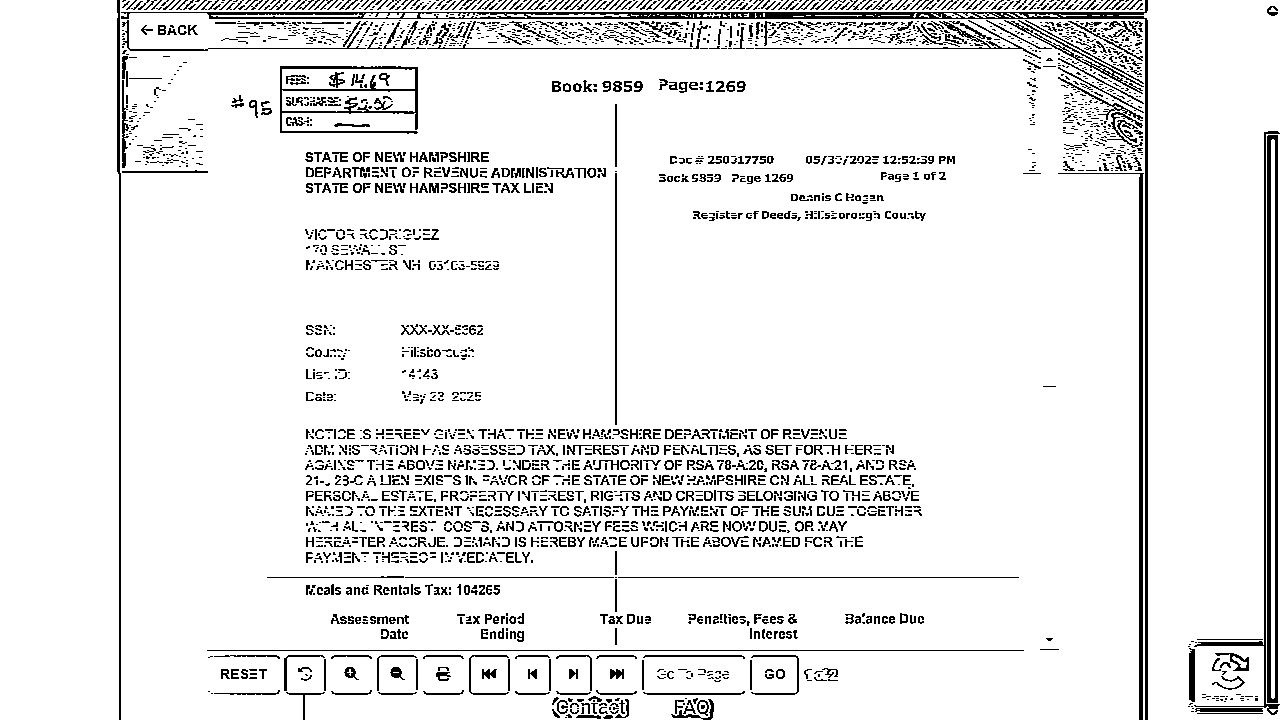 ← BACK
FEES: $ 14.69
#95
SURCHARGE: $2.00
CASH: —
Book: 9859 Page:1269
STATE OF NEW HAMPSHIRE
DEPARTMENT OF REVENUE ADMINISTRATION
STATE OF NEW HAMPSHIRE TAX LIEN
Doc # 250017750 05/30/2025 12:52:39 PM
Book 9859 Page 1269 Page 1 of 2
Dennis C Hogan
Register of Deeds, Hillsborough County
VICTOR RODRIGUEZ
170 SEWALL ST
MANCHESTER NH 03103-5929
SSN: XXX-XX-5362
County: Hillsborough
List ID: 14143
Date: May 23 2025
NOTICE IS HEREBY GIVEN THAT THE NEW HAMPSHIRE DEPARTMENT OF REVENUE
ADMINISTRATION HAS ASSESSED TAX, INTEREST AND PENALTIES, AS SET FORTH HEREIN
AGAINST THE ABOVE NAMED. UNDER THE AUTHORITY OF RSA 78-A:20, RSA 78-A:21, AND RSA
21-J:28-C A LIEN EXISTS IN FAVOR OF THE STATE OF NEW HAMPSHIRE ON ALL REAL ESTATE,
PERSONAL ESTATE, PROPERTY INTEREST, RIGHTS AND CREDITS BELONGING TO THE ABOVE
NAMED TO THE EXTENT NECESSARY TO SATISFY THE PAYMENT OF THE SUM DUE TOGETHER
WITH ALL INTEREST COSTS, AND ATTORNEY FEES WHICH ARE NOW DUE, OR MAY
HEREAFTER ACCRUE. DEMAND IS HEREBY MADE UPON THE ABOVE NAMED FOR THE
PAYMENT THEREOF IMMEDIATELY.
Meals and Rentals Tax: 104265
Assessment Date Tax Period Ending Tax Due Penalties, Fees & Interest Balance Due
RESET Go To Page GO 1 of 2
Contact FAQ